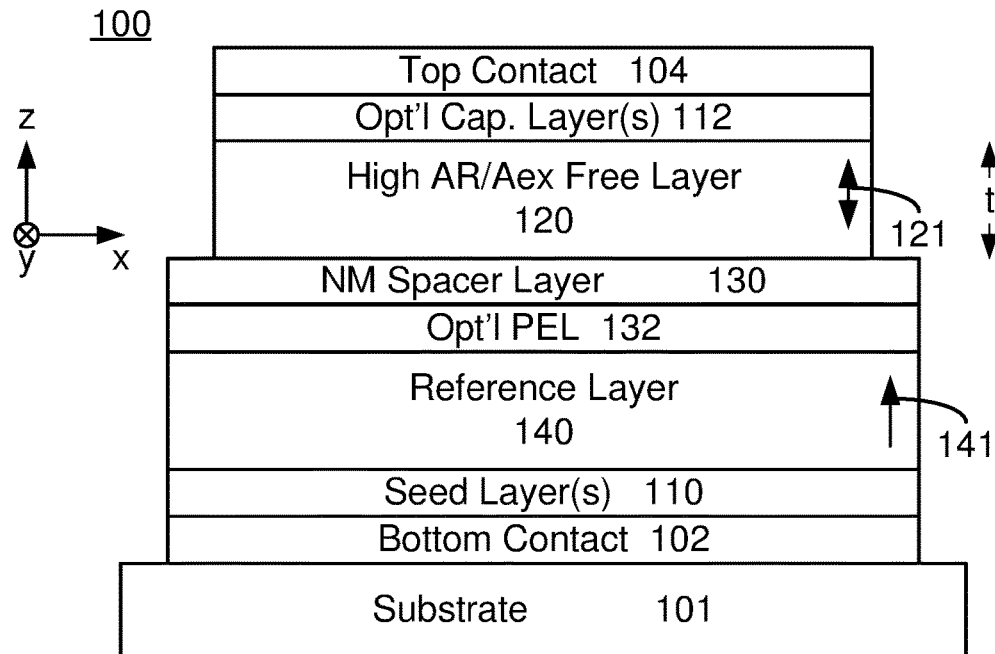 100
Top Contact 104
Opt'l Cap. Layer(s) 112
High AR/Aex Free Layer
120
121
t
z
y
x
NM Spacer Layer 130
Opt'l PEL 132
Reference Layer
140
141
Seed Layer(s) 110
Bottom Contact 102
Substrate 101